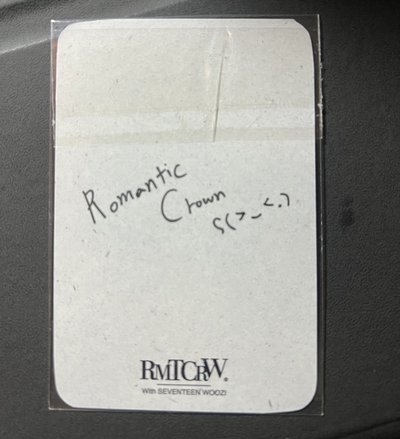 Romantic
Crown
S(>_<.)
RMTCRW®
With SEVENTEEN WOOZI